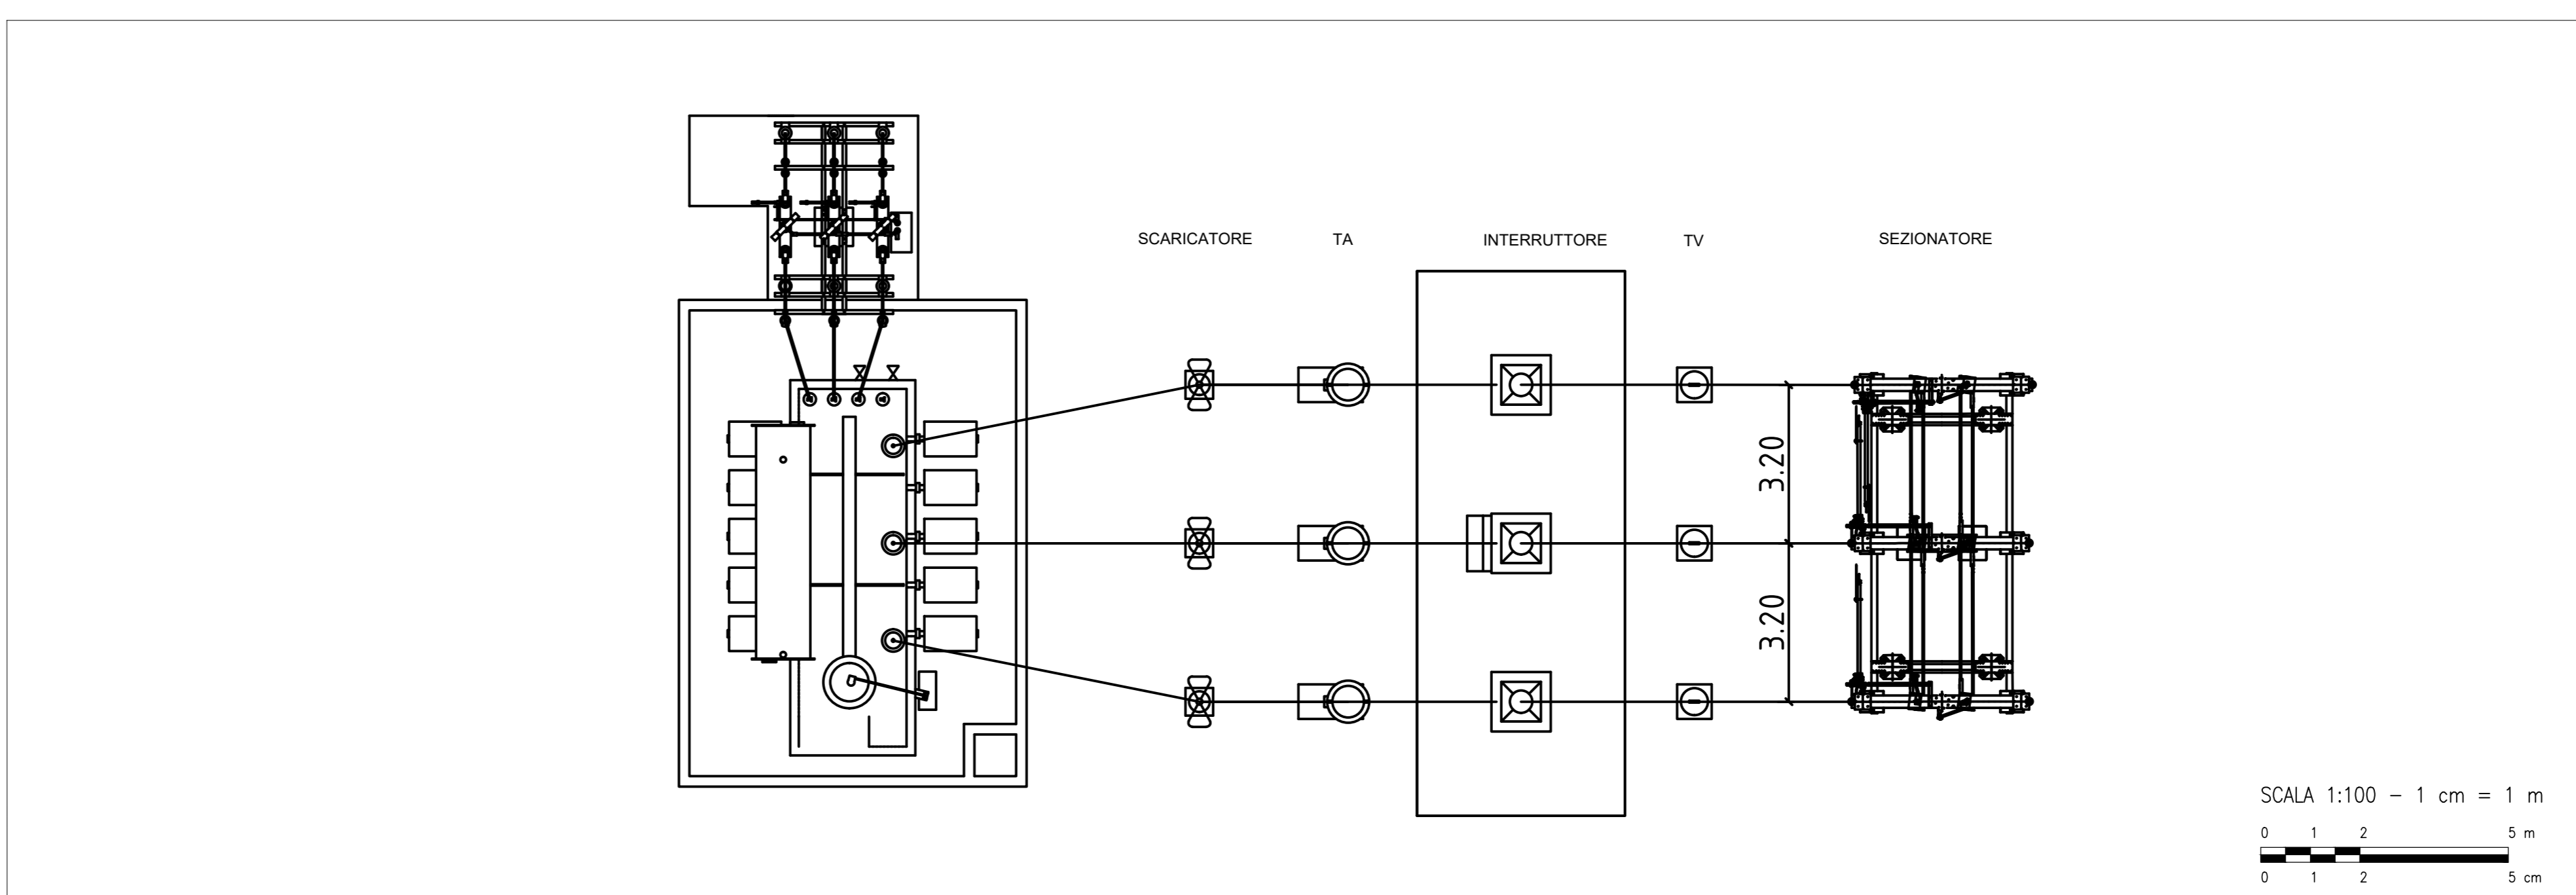 SCARICATORE TA INTERRUTTORE TV SEZIONATORE
3.20
3.20
SCALA 1:100 - 1 cm = 1 m
0 1 2 5 m
0 1 2 5 cm